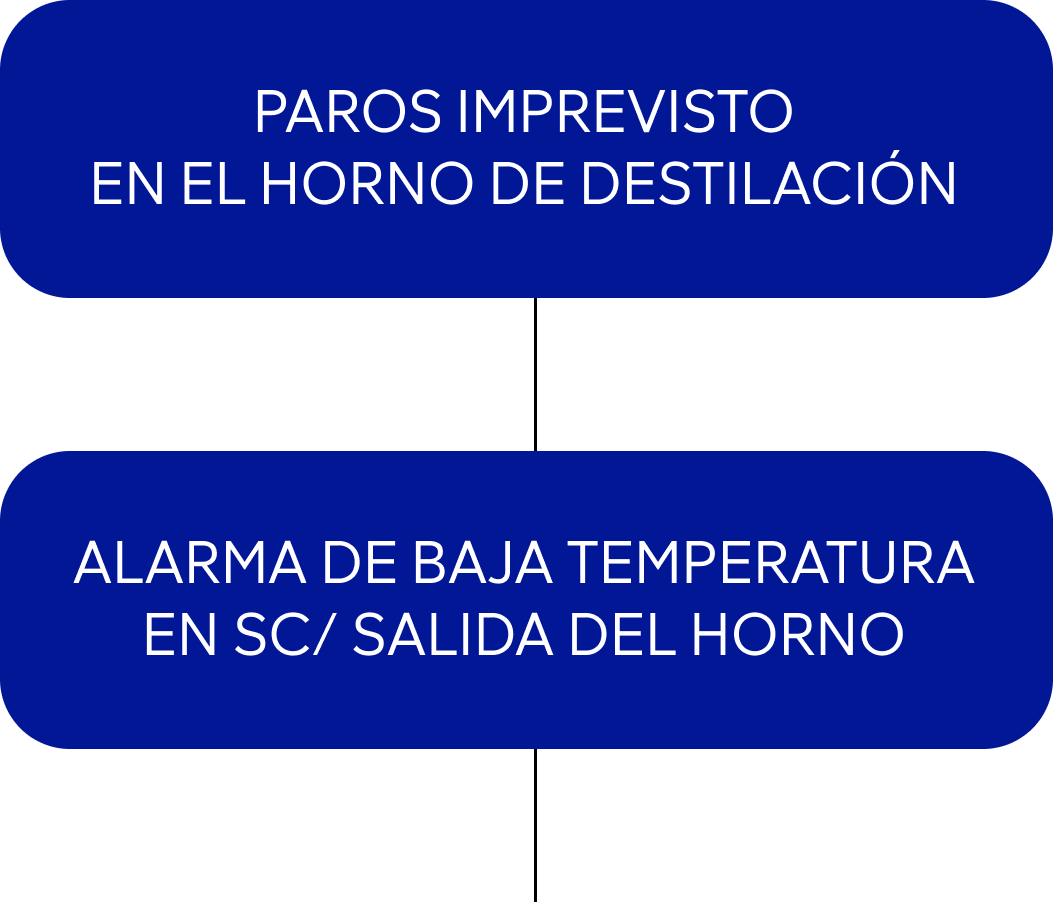 PAROS IMPREVISTO
EN EL HORNO DE DESTILACIÓN
ALARMA DE BAJA TEMPERATURA
EN SC/ SALIDA DEL HORNO